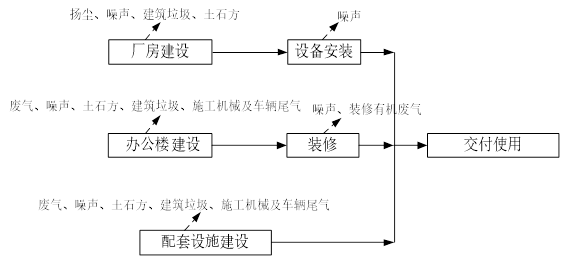 扬尘、噪声、建筑垃圾、土石方
噪声
厂房建设
设备安装
废气、噪声、土石方、建筑垃圾、施工机械及车辆尾气
噪声、装修有机废气
办公楼建设
装修
交付使用
废气、噪声、土石方、建筑垃圾、施工机械及车辆尾气
配套设施建设